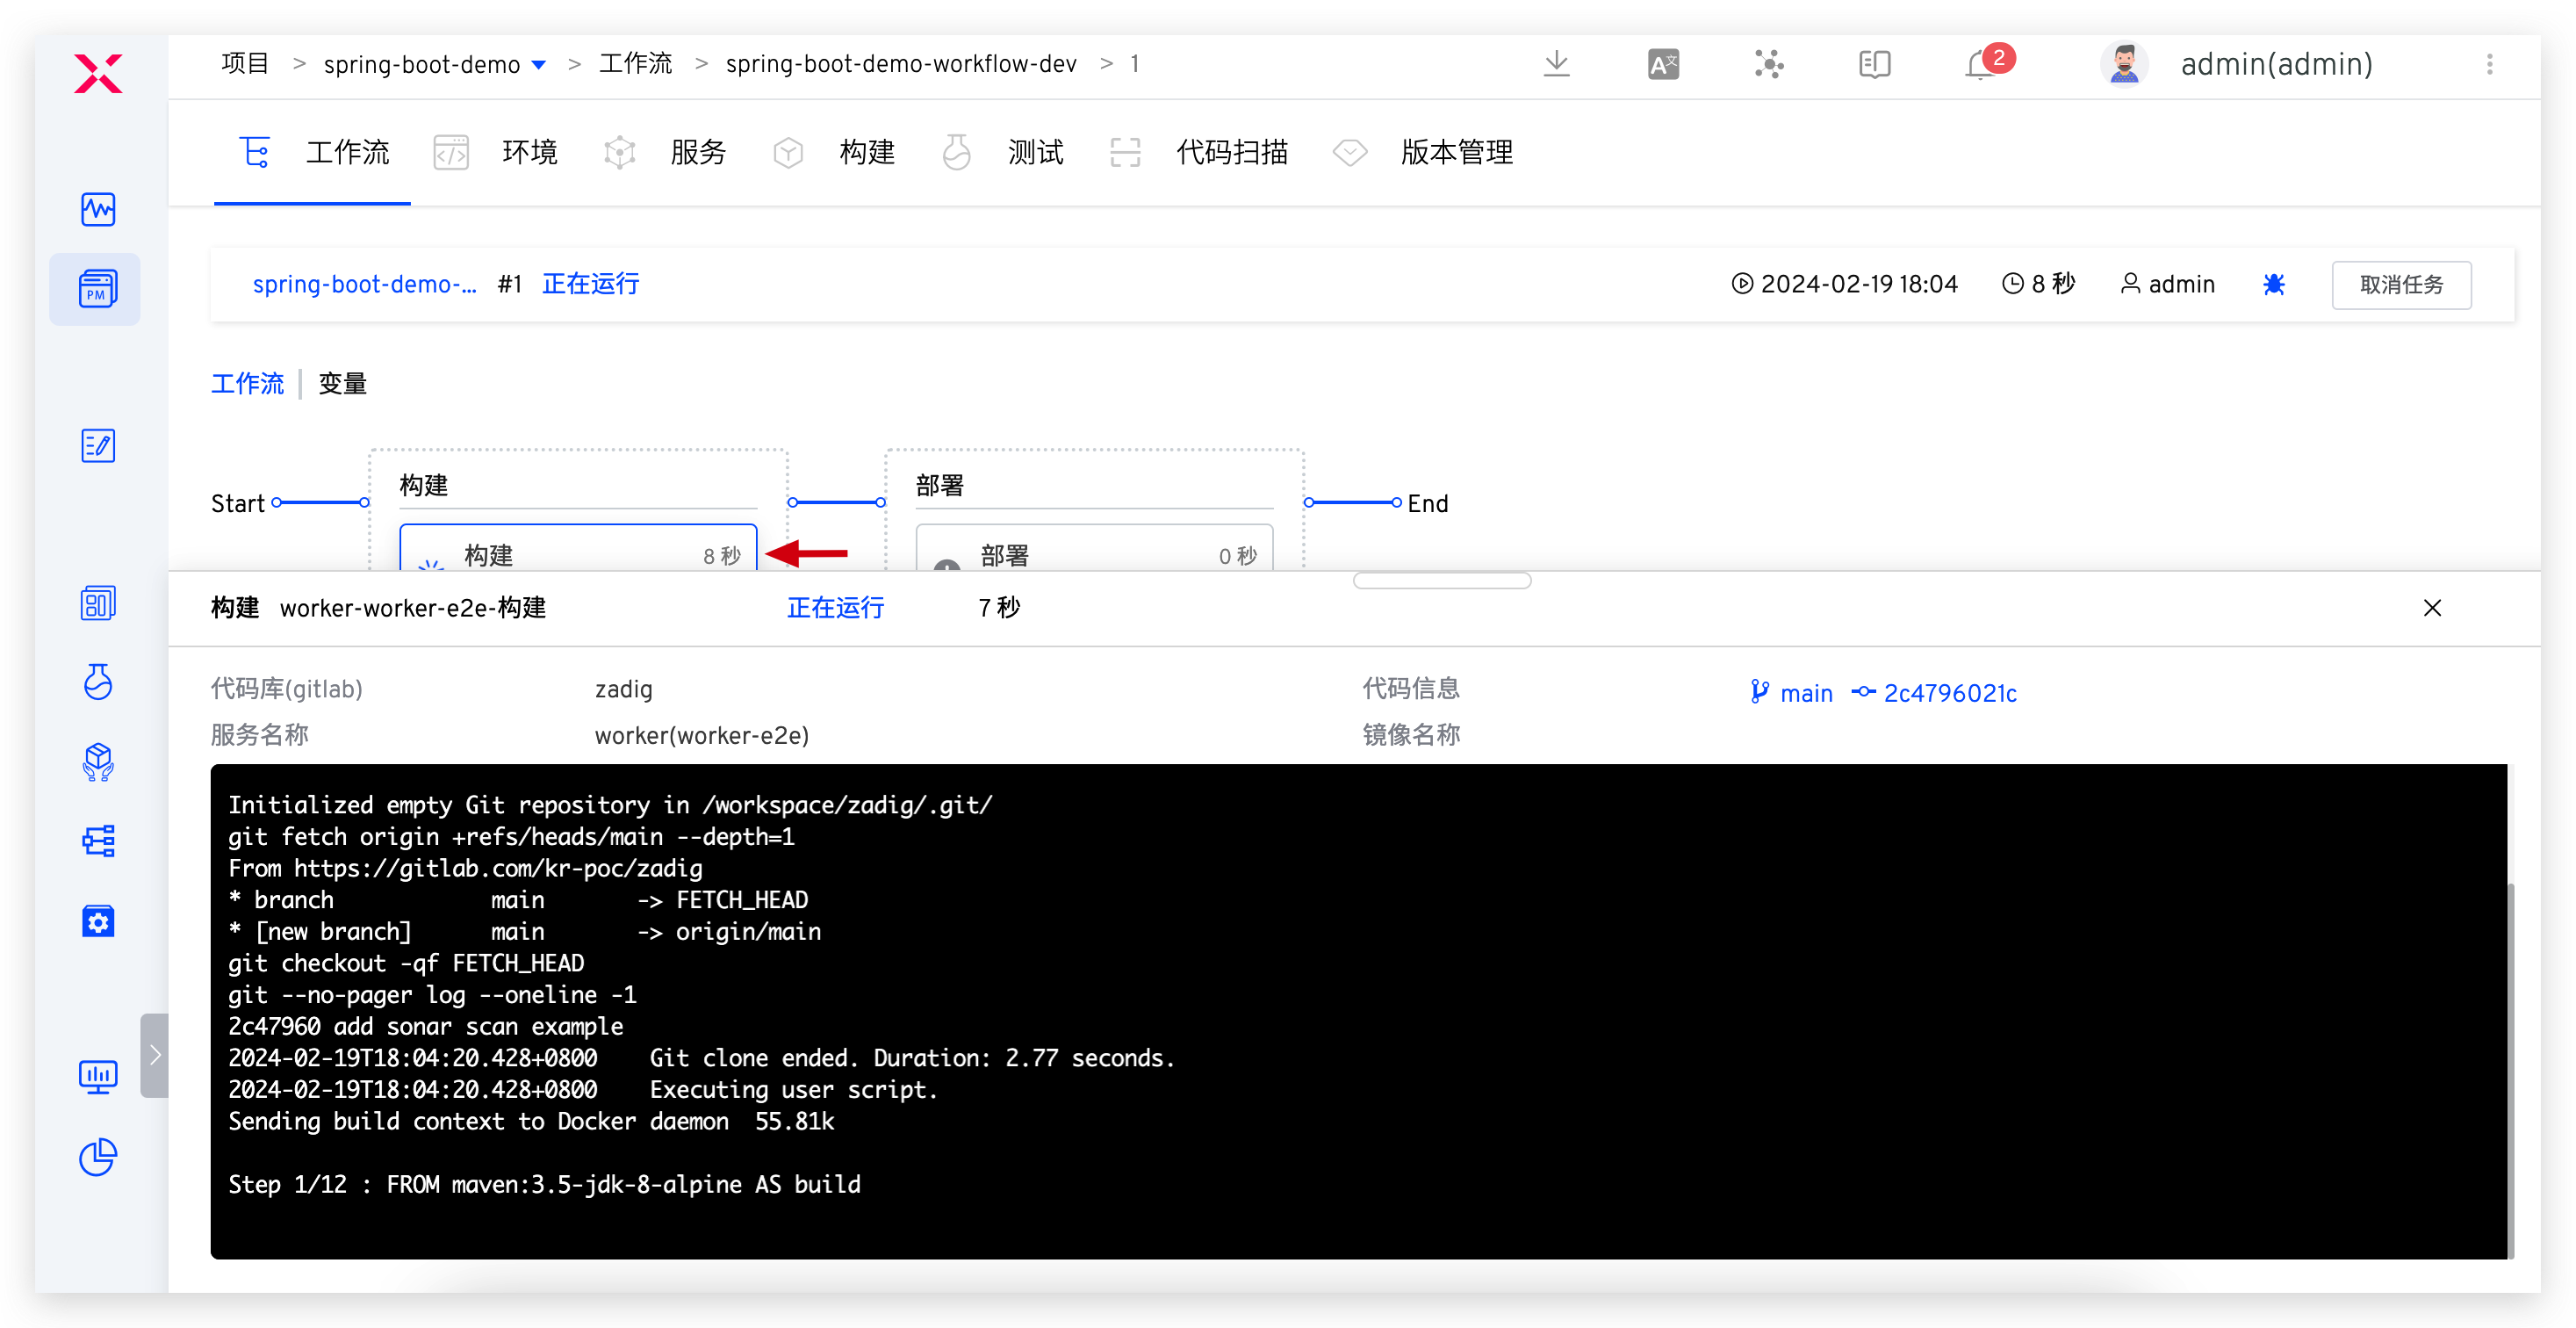 项目 > spring-boot-demo > 工作流 > spring-boot-demo-workflow-dev > 1
A文
2
admin(admin)
工作流 环境 服务 构建 测试 代码扫描 版本管理
PM
spring-boot-demo-... #1 正在运行 2024-02-19 18:04 8 秒 admin 取消任务
工作流 变量
构建 部署
Start End
构建 8 秒 部署 0 秒
构建 worker-worker-e2e-构建 正在运行 7 秒
代码库(gitlab) zadig 代码信息 main 2c4796021c
服务名称 worker(worker-e2e) 镜像名称
Initialized empty Git repository in /workspace/zadig/.git/
git fetch origin +refs/heads/main --depth=1
From https://gitlab.com/kr-poc/zadig
* branch            main       -> FETCH_HEAD
* [new branch]      main       -> origin/main
git checkout -qf FETCH_HEAD
git --no-pager log --oneline -1
2c47960 add sonar scan example
2024-02-19T18:04:20.428+0800    Git clone ended. Duration: 2.77 seconds.
2024-02-19T18:04:20.428+0800    Executing user script.
Sending build context to Docker daemon  55.81k
Step 1/12 : FROM maven:3.5-jdk-8-alpine AS build